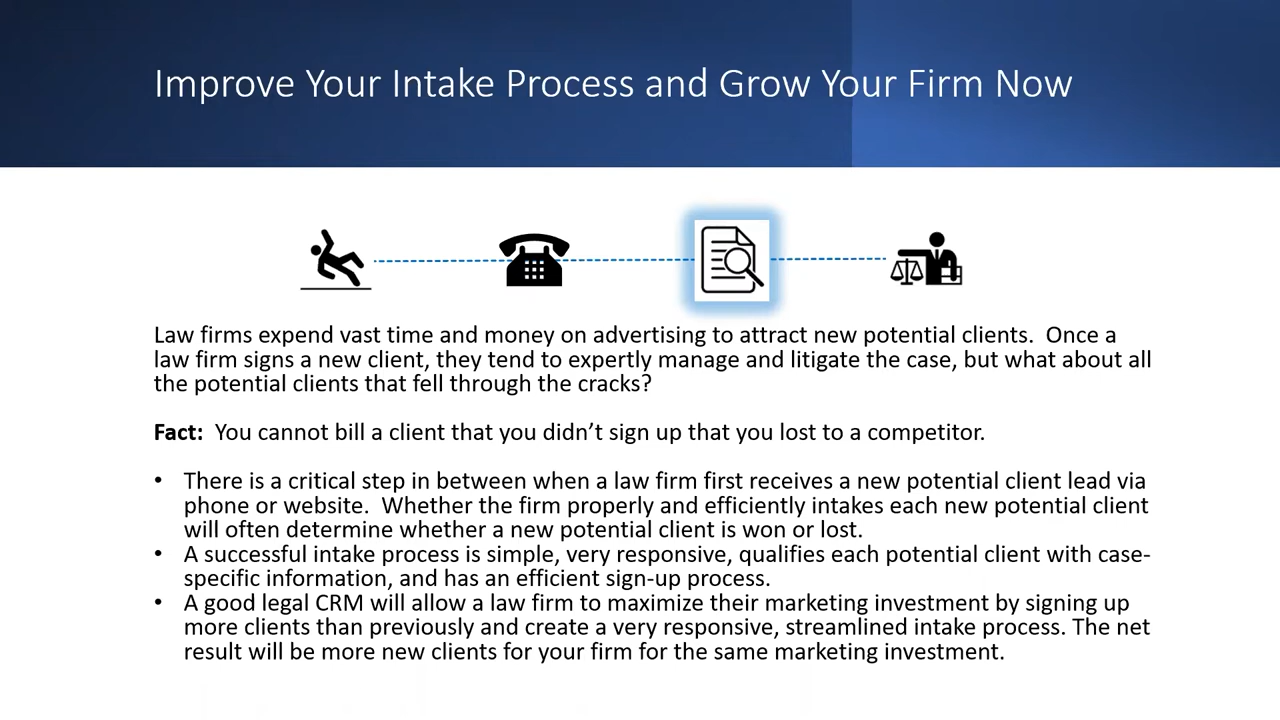 Improve Your Intake Process and Grow Your Firm Now
Law firms expend vast time and money on advertising to attract new potential clients.  Once a
law firm signs a new client, they tend to expertly manage and litigate the case, but what about all
the potential clients that fell through the cracks?
Fact:  You cannot bill a client that you didn’t sign up that you lost to a competitor.
• There is a critical step in between when a law firm first receives a new potential client lead via
phone or website.  Whether the firm properly and efficiently intakes each new potential client
will often determine whether a new potential client is won or lost.
• A successful intake process is simple, very responsive, qualifies each potential client with case-
specific information, and has an efficient sign-up process.
• A good legal CRM will allow a law firm to maximize their marketing investment by signing up
more clients than previously and create a very responsive, streamlined intake process. The net
result will be more new clients for your firm for the same marketing investment.